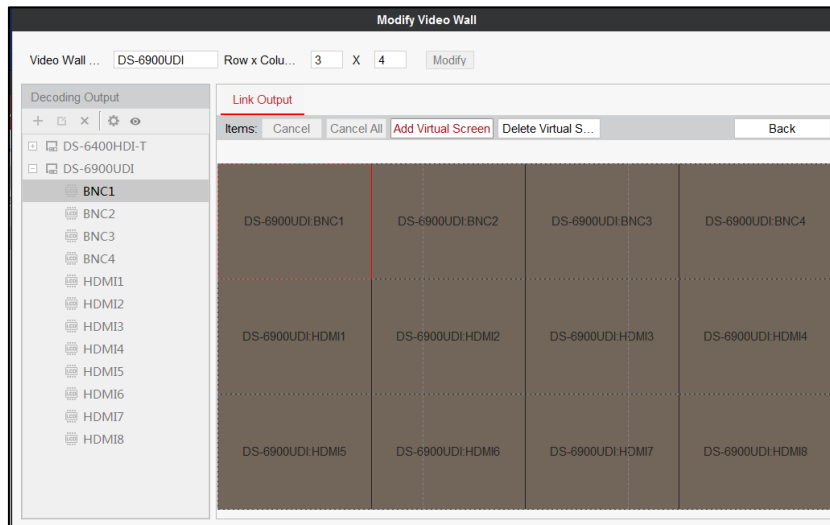 Modify Video Wall
Video Wall ... DS-6900UDI Row x Colu... 3 X 4 Modify
Decoding Output
Link Output
Items: Cancel Cancel All Add Virtual Screen Delete Virtual S... Back
DS-6400HDI-T
DS-6900UDI
BNC1
BNC2
BNC3
BNC4
HDMI1
HDMI2
HDMI3
HDMI4
HDMI5
HDMI6
HDMI7
HDMI8
DS-6900UDI:BNC1 DS-6900UDI:BNC2 DS-6900UDI:BNC3 DS-6900UDI:BNC4
DS-6900UDI:HDMI1 DS-6900UDI:HDMI2 DS-6900UDI:HDMI3 DS-6900UDI:HDMI4
DS-6900UDI:HDMI5 DS-6900UDI:HDMI6 DS-6900UDI:HDMI7 DS-6900UDI:HDMI8